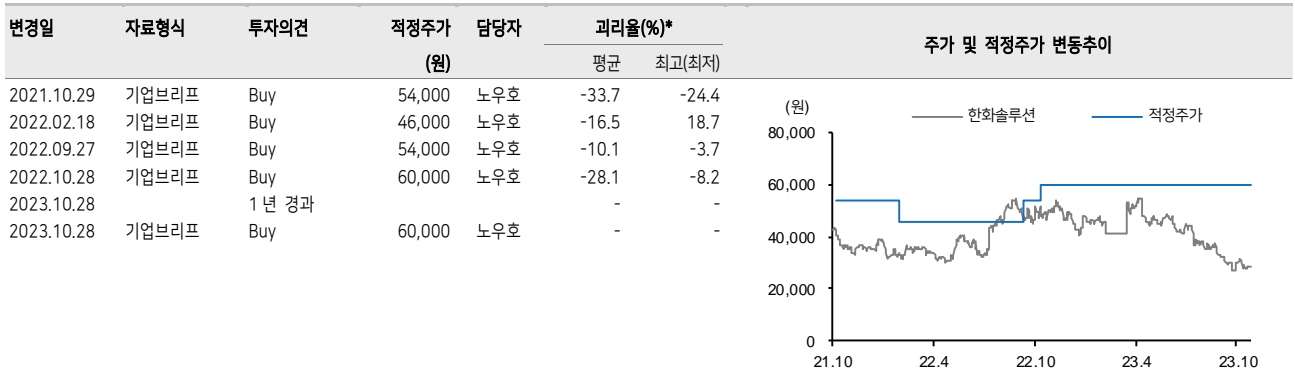 변경일 자료형식 투자의견 적정주가 담당자 괴리율(%)*
(원) 평균 최고(최저)
2021.10.29 기업브리프 Buy 54,000 노우호 -33.7 -24.4
2022.02.18 기업브리프 Buy 46,000 노우호 -16.5 18.7
2022.09.27 기업브리프 Buy 54,000 노우호 -10.1 -3.7
2022.10.28 기업브리프 Buy 60,000 노우호 -28.1 -8.2
2023.10.28 1년 경과 - -
2023.10.28 기업브리프 Buy 60,000 노우호 - -
주가 및 적정주가 변동추이
(원) 한화솔루션 적정주가
80,000
60,000
40,000
20,000
0
21.10 22.4 22.10 23.4 23.10